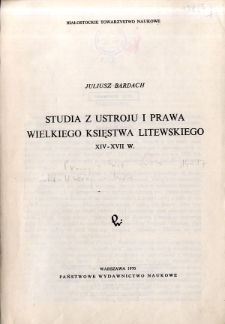 BIAŁOSTOCKIE TOWARZYSTWO NAUKOWE
JULIUSZ BARDACH
STUDIA Z USTROJU I PRAWA
WIELKIEGO KSIĘSTWA LITEWSKIEGO
XIV-XVII W.
WARSZAWA 1970
PAŃSTWOWE WYDAWNICTWO NAUKOWE